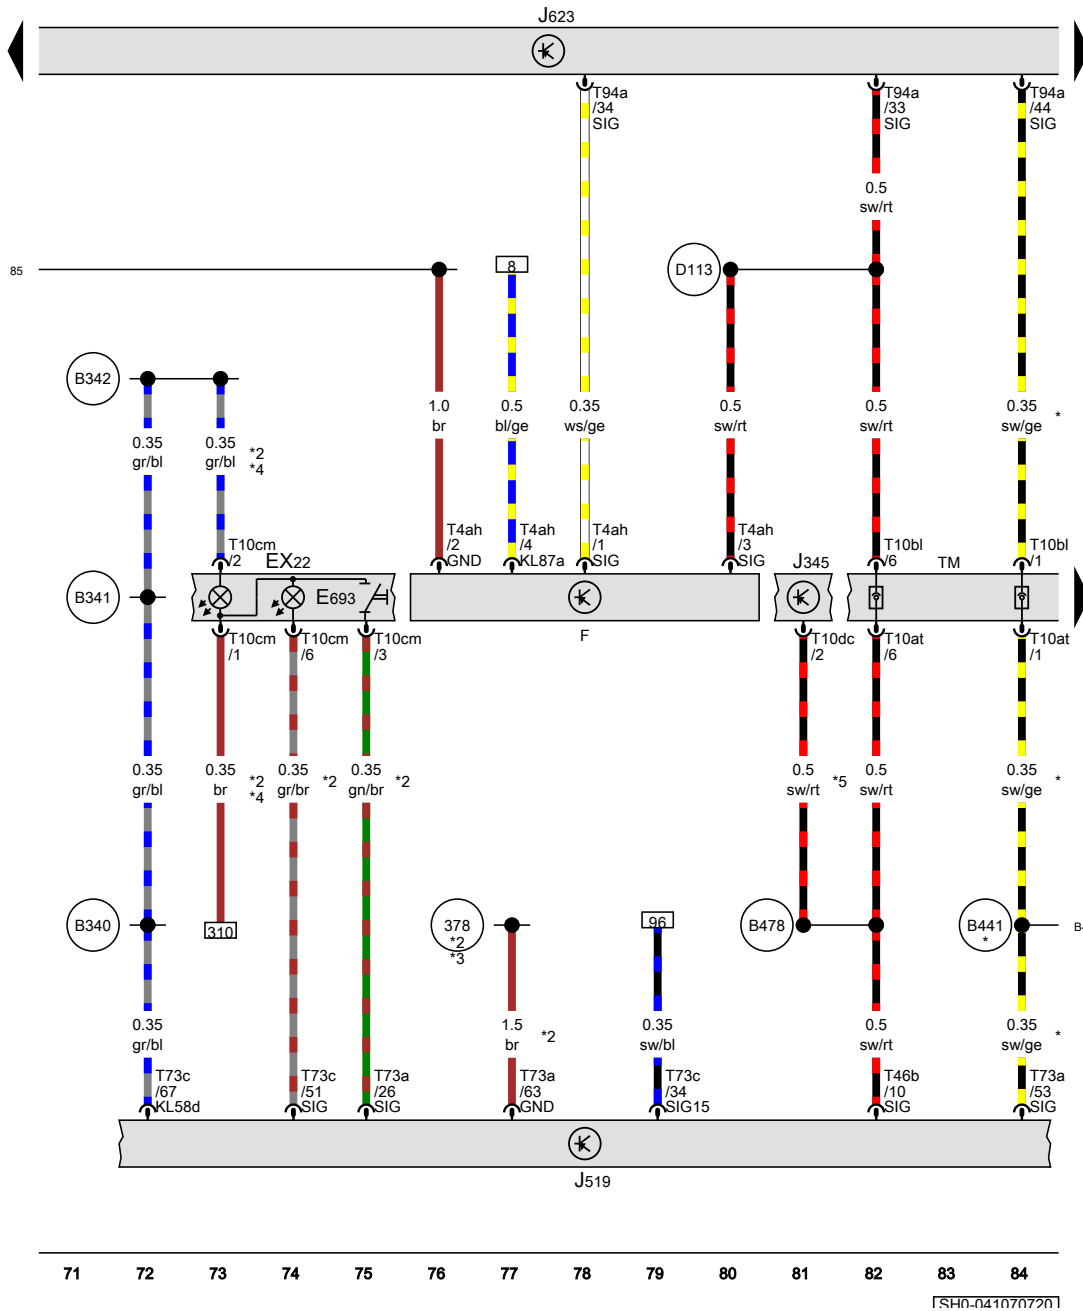 J623
T94a
/34
SIG
T94a
/33
SIG
T94a
/44
SIG
0.5
sw/rt
85
8
D113
B342
1.0
br
0.5
bl/ge
0.35
ws/ge
0.5
sw/rt
0.5
sw/rt
0.35
sw/ge
*
0.35
gr/bl
0.35
gr/bl
*2
*4
T10cm
/2
EX22
T4ah
/2
GND
T4ah
/4
KL87a
T4ah
/1
SIG
T4ah
/3
SIG
J345
T10bl
/6
TM
T10bl
/1
B341
E693
F
T10cm
/1
T10cm
/6
T10cm
/3
T10dc
/2
T10at
/6
T10at
/1
0.35
gr/bl
0.35
br
*2
*4
0.35
gr/br
*2
0.35
gn/br
*2
0.5
sw/rt
*5
0.5
sw/rt
0.35
sw/ge
*
B340
310
378
*2
*3
96
B478
B441
*
0.35
gr/bl
1.5
br
*2
0.35
sw/bl
0.5
sw/rt
0.35
sw/ge
*
T73c
/67
KL58d
T73c
/51
SIG
T73a
/26
SIG
T73a
/63
GND
T73c
/34
SIG15
T46b
/10
SIG
T73a
/53
SIG
J519
71 72 73 74 75 76 77 78 79 80 81 82 83 84
SH0-041070720